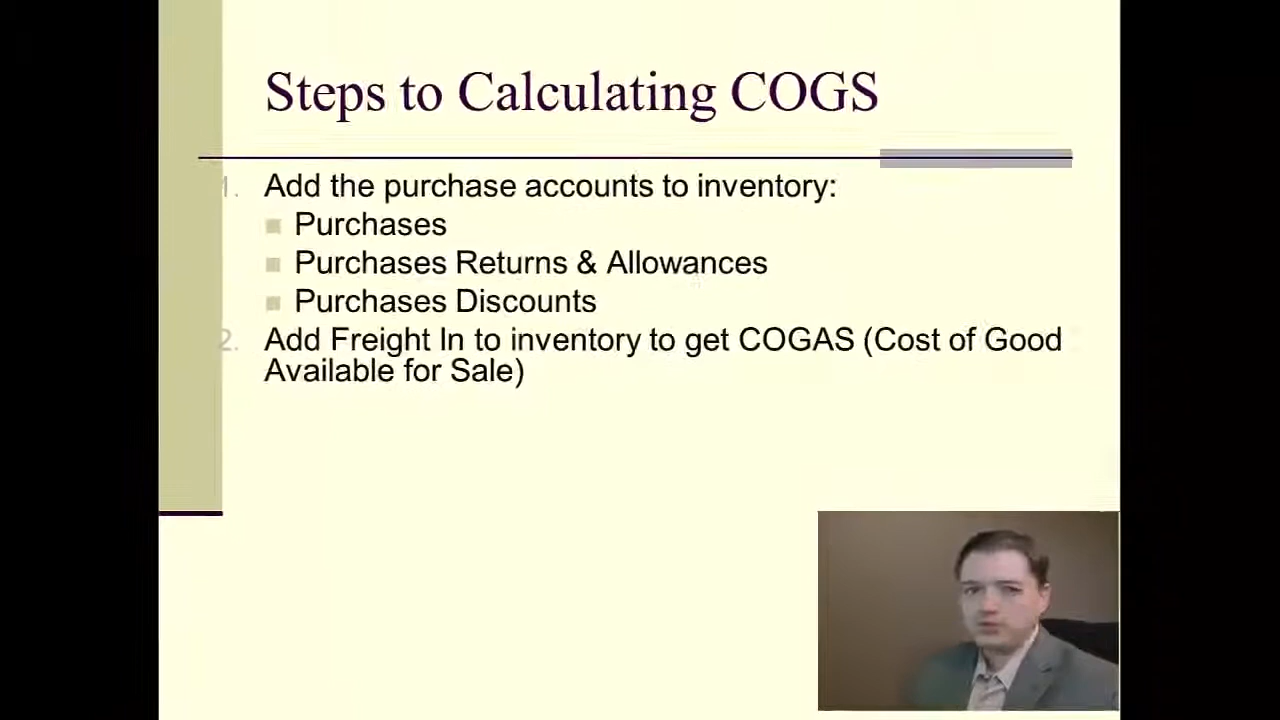 Steps to Calculating COGS
1. Add the purchase accounts to inventory:
Purchases
Purchases Returns & Allowances
Purchases Discounts
2. Add Freight In to inventory to get COGAS (Cost of Good
Available for Sale)